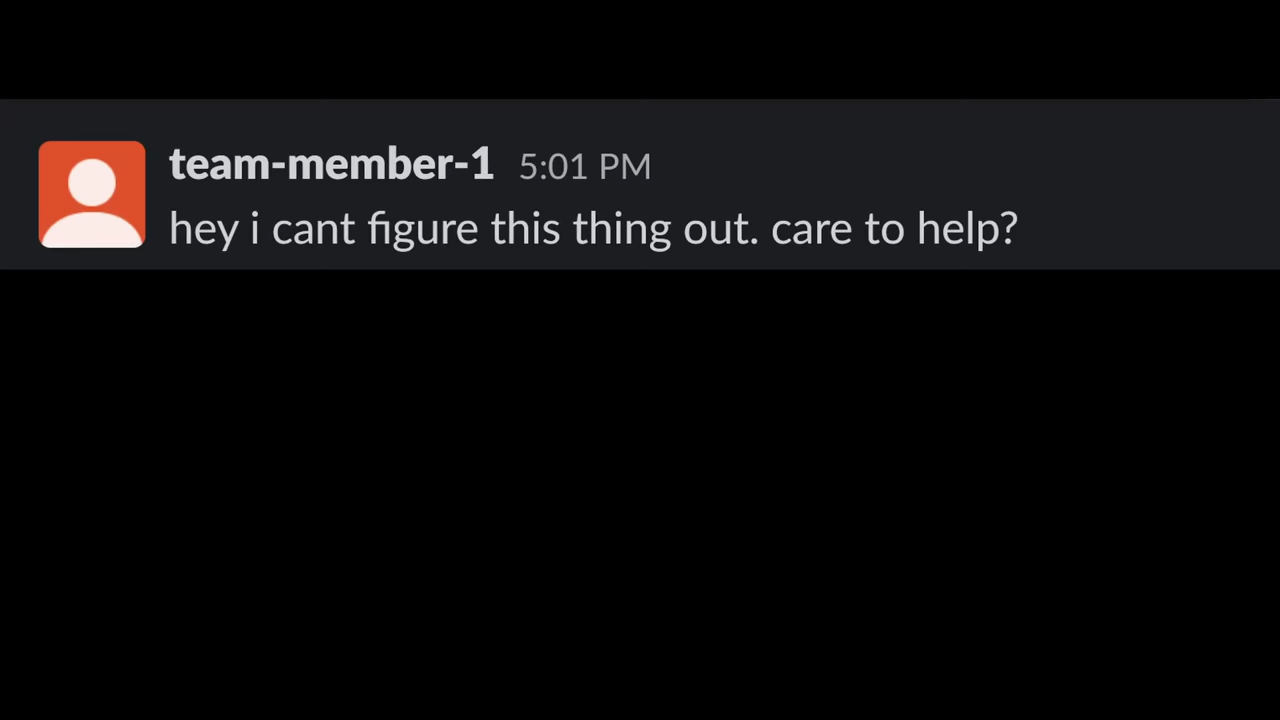 team-member-1 5:01 PM
hey i cant figure this thing out. care to help?